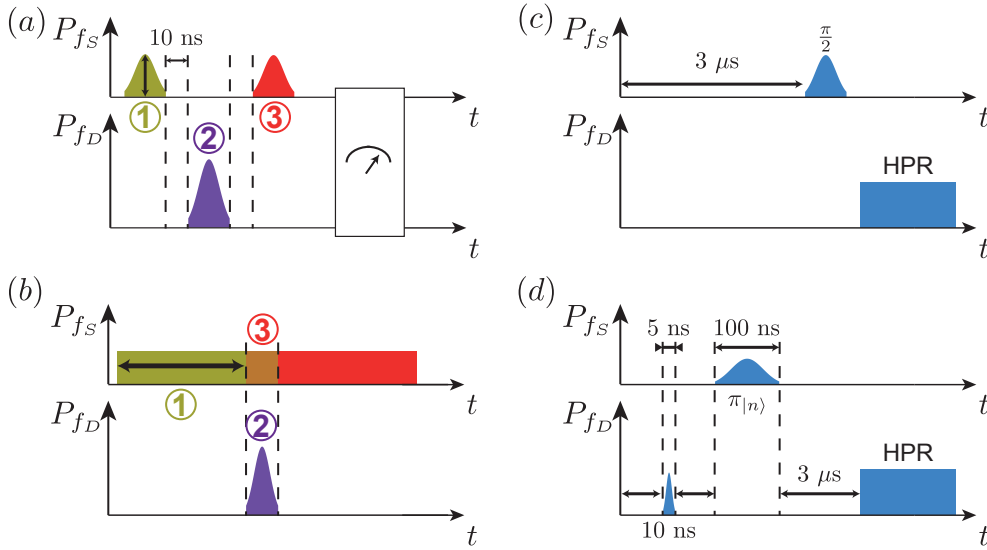 (a)
P_{f_S}
10 ns
①
③
t
P_{f_D}
②
t
(b)
P_{f_S}
③
①
t
P_{f_D}
②
t
(c)
P_{f_S}
π/2
3 μs
t
P_{f_D}
HPR
t
(d)
P_{f_S}
5 ns
100 ns
t
π_{|n⟩}
P_{f_D}
HPR
3 μs
10 ns
t